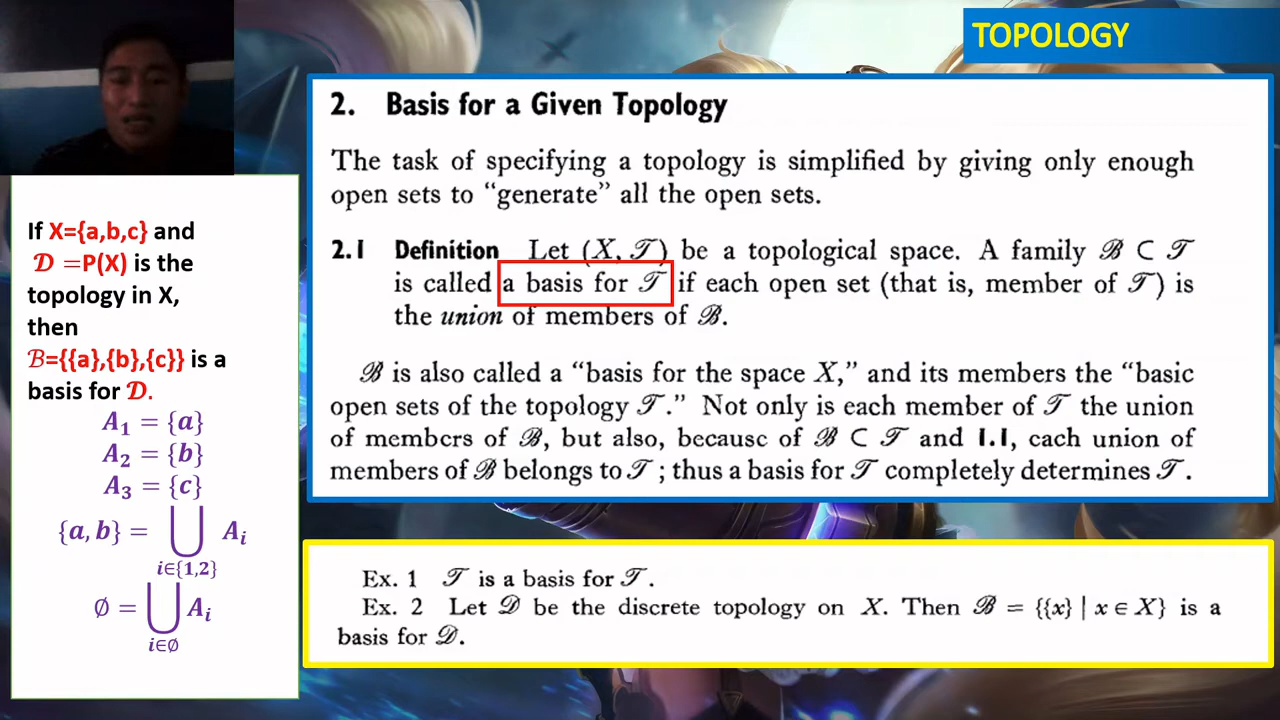 TOPOLOGY
2. Basis for a Given Topology
The task of specifying a topology is simplified by giving only enough
open sets to “generate” all the open sets.
2.1 Definition Let (X, 𝒯) be a topological space. A family ℬ ⊂ 𝒯
is called a basis for 𝒯 if each open set (that is, member of 𝒯) is
the union of members of ℬ.
ℬ is also called a “basis for the space X,” and its members the “basic
open sets of the topology 𝒯.” Not only is each member of 𝒯 the union
of members of ℬ, but also, because of ℬ ⊂ 𝒯 and 1.1, each union of
members of ℬ belongs to 𝒯; thus a basis for 𝒯 completely determines 𝒯.
If X={a,b,c} and
𝒟 =P(X) is the
topology in X,
then
ℬ={{a},{b},{c}} is a
basis for 𝒟.
A₁ = {a}
A₂ = {b}
A₃ = {c}
{a, b} = ⋃ Aᵢ
i∈{1,2}
∅ = ⋃ Aᵢ
i∈∅
Ex. 1 𝒯 is a basis for 𝒯.
Ex. 2 Let 𝒟 be the discrete topology on X. Then ℬ = {{x} | x ∈ X} is a
basis for 𝒟.